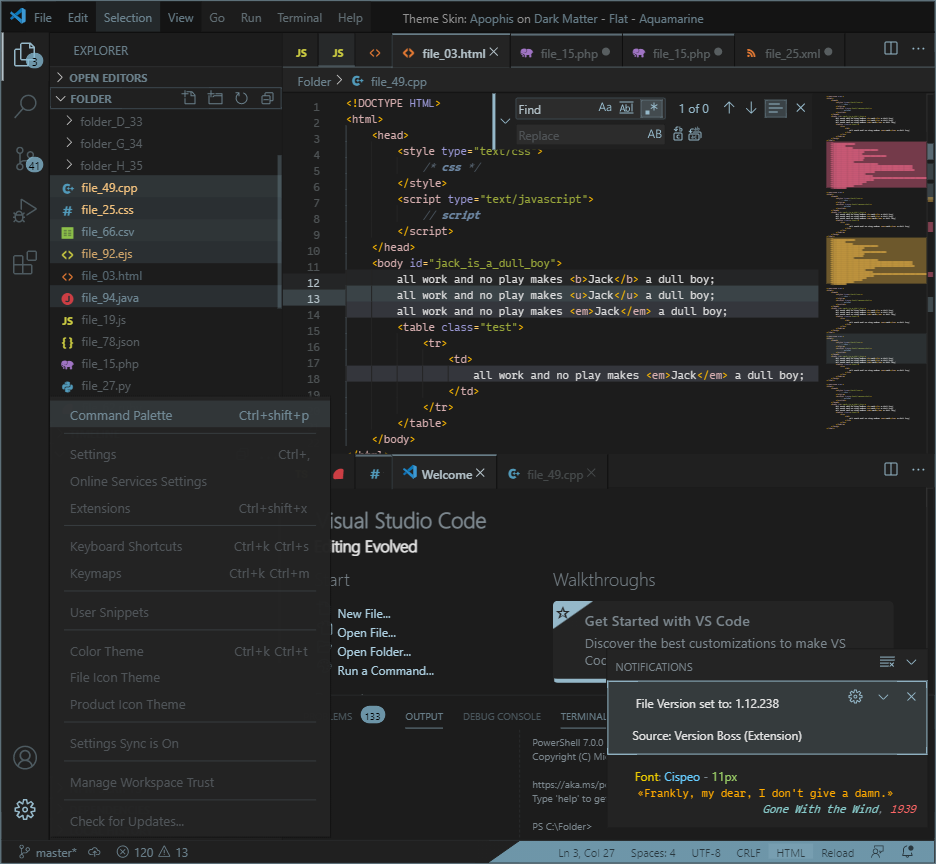 File Edit Selection View Go Run Terminal Help Theme Skin: Apophis on Dark Matter - Flat - Aquamarine
EXPLORER
JS JS <> <> file_03.html file_15.php file_15.php file_25.xml
3
OPEN EDITORS
Folder > file_49.cpp
FOLDER
folder_D_33
folder_G_34
folder_H_35
41
file_49.cpp
# file_25.css
file_66.csv
<> file_92.ejs
<> file_03.html
J file_94.java
JS file_19.js
{} file_78.json
file_15.php
file_27.py
Find Aa Abl .* 1 of 0
Replace AB
1 <!DOCTYPE HTML>
2 <html>
3 <head>
4 <style type="text/css">
5 /* css */
6 </style>
7 <script type="text/javascript">
8 // script
9 </script>
10 </head>
11 <body id="jack_is_a_dull_boy">
12 all work and no play makes <b>Jack</b> a dull boy;
13 all work and no play makes <u>Jack</u> a dull boy;
14 all work and no play makes <em>Jack</em> a dull boy;
15 <table class="test">
16 <tr>
17 <td>
18 all work and no play makes <em>Jack</em> a dull boy;
19 </td>
</tr>
</table>
</body>
Command Palette Ctrl+shift+p
Settings Ctrl+,
Online Services Settings
Extensions Ctrl+shift+x
Keyboard Shortcuts Ctrl+k Ctrl+s
Keymaps Ctrl+k Ctrl+m
User Snippets
Color Theme Ctrl+k Ctrl+t
File Icon Theme
Product Icon Theme
Settings Sync is On
Manage Workspace Trust
Check for Updates...
# Welcome file_49.cpp
isual Studio Code
iting Evolved
art
New File...
Open File...
Open Folder...
Run a Command...
Walkthroughs
Get Started with VS Code
Discover the best customizations to make VS
Cod
NOTIFICATIONS
File Version set to: 1.12.238
Source: Version Boss (Extension)
Font: Cispeo - 11px
«Frankly, my dear, I don't give a damn.»
Gone With the Wind, 1939
LEMS 133 OUTPUT DEBUG CONSOLE TERMINAL
PowerShell 7.0.0
Copyright (C) Mi
https://aka.ms/p
Type 'help' to ge
PS C:\Folder>
master* 120 13 Ln 3, Col 27 Spaces: 4 UTF-8 CRLF HTML Reload